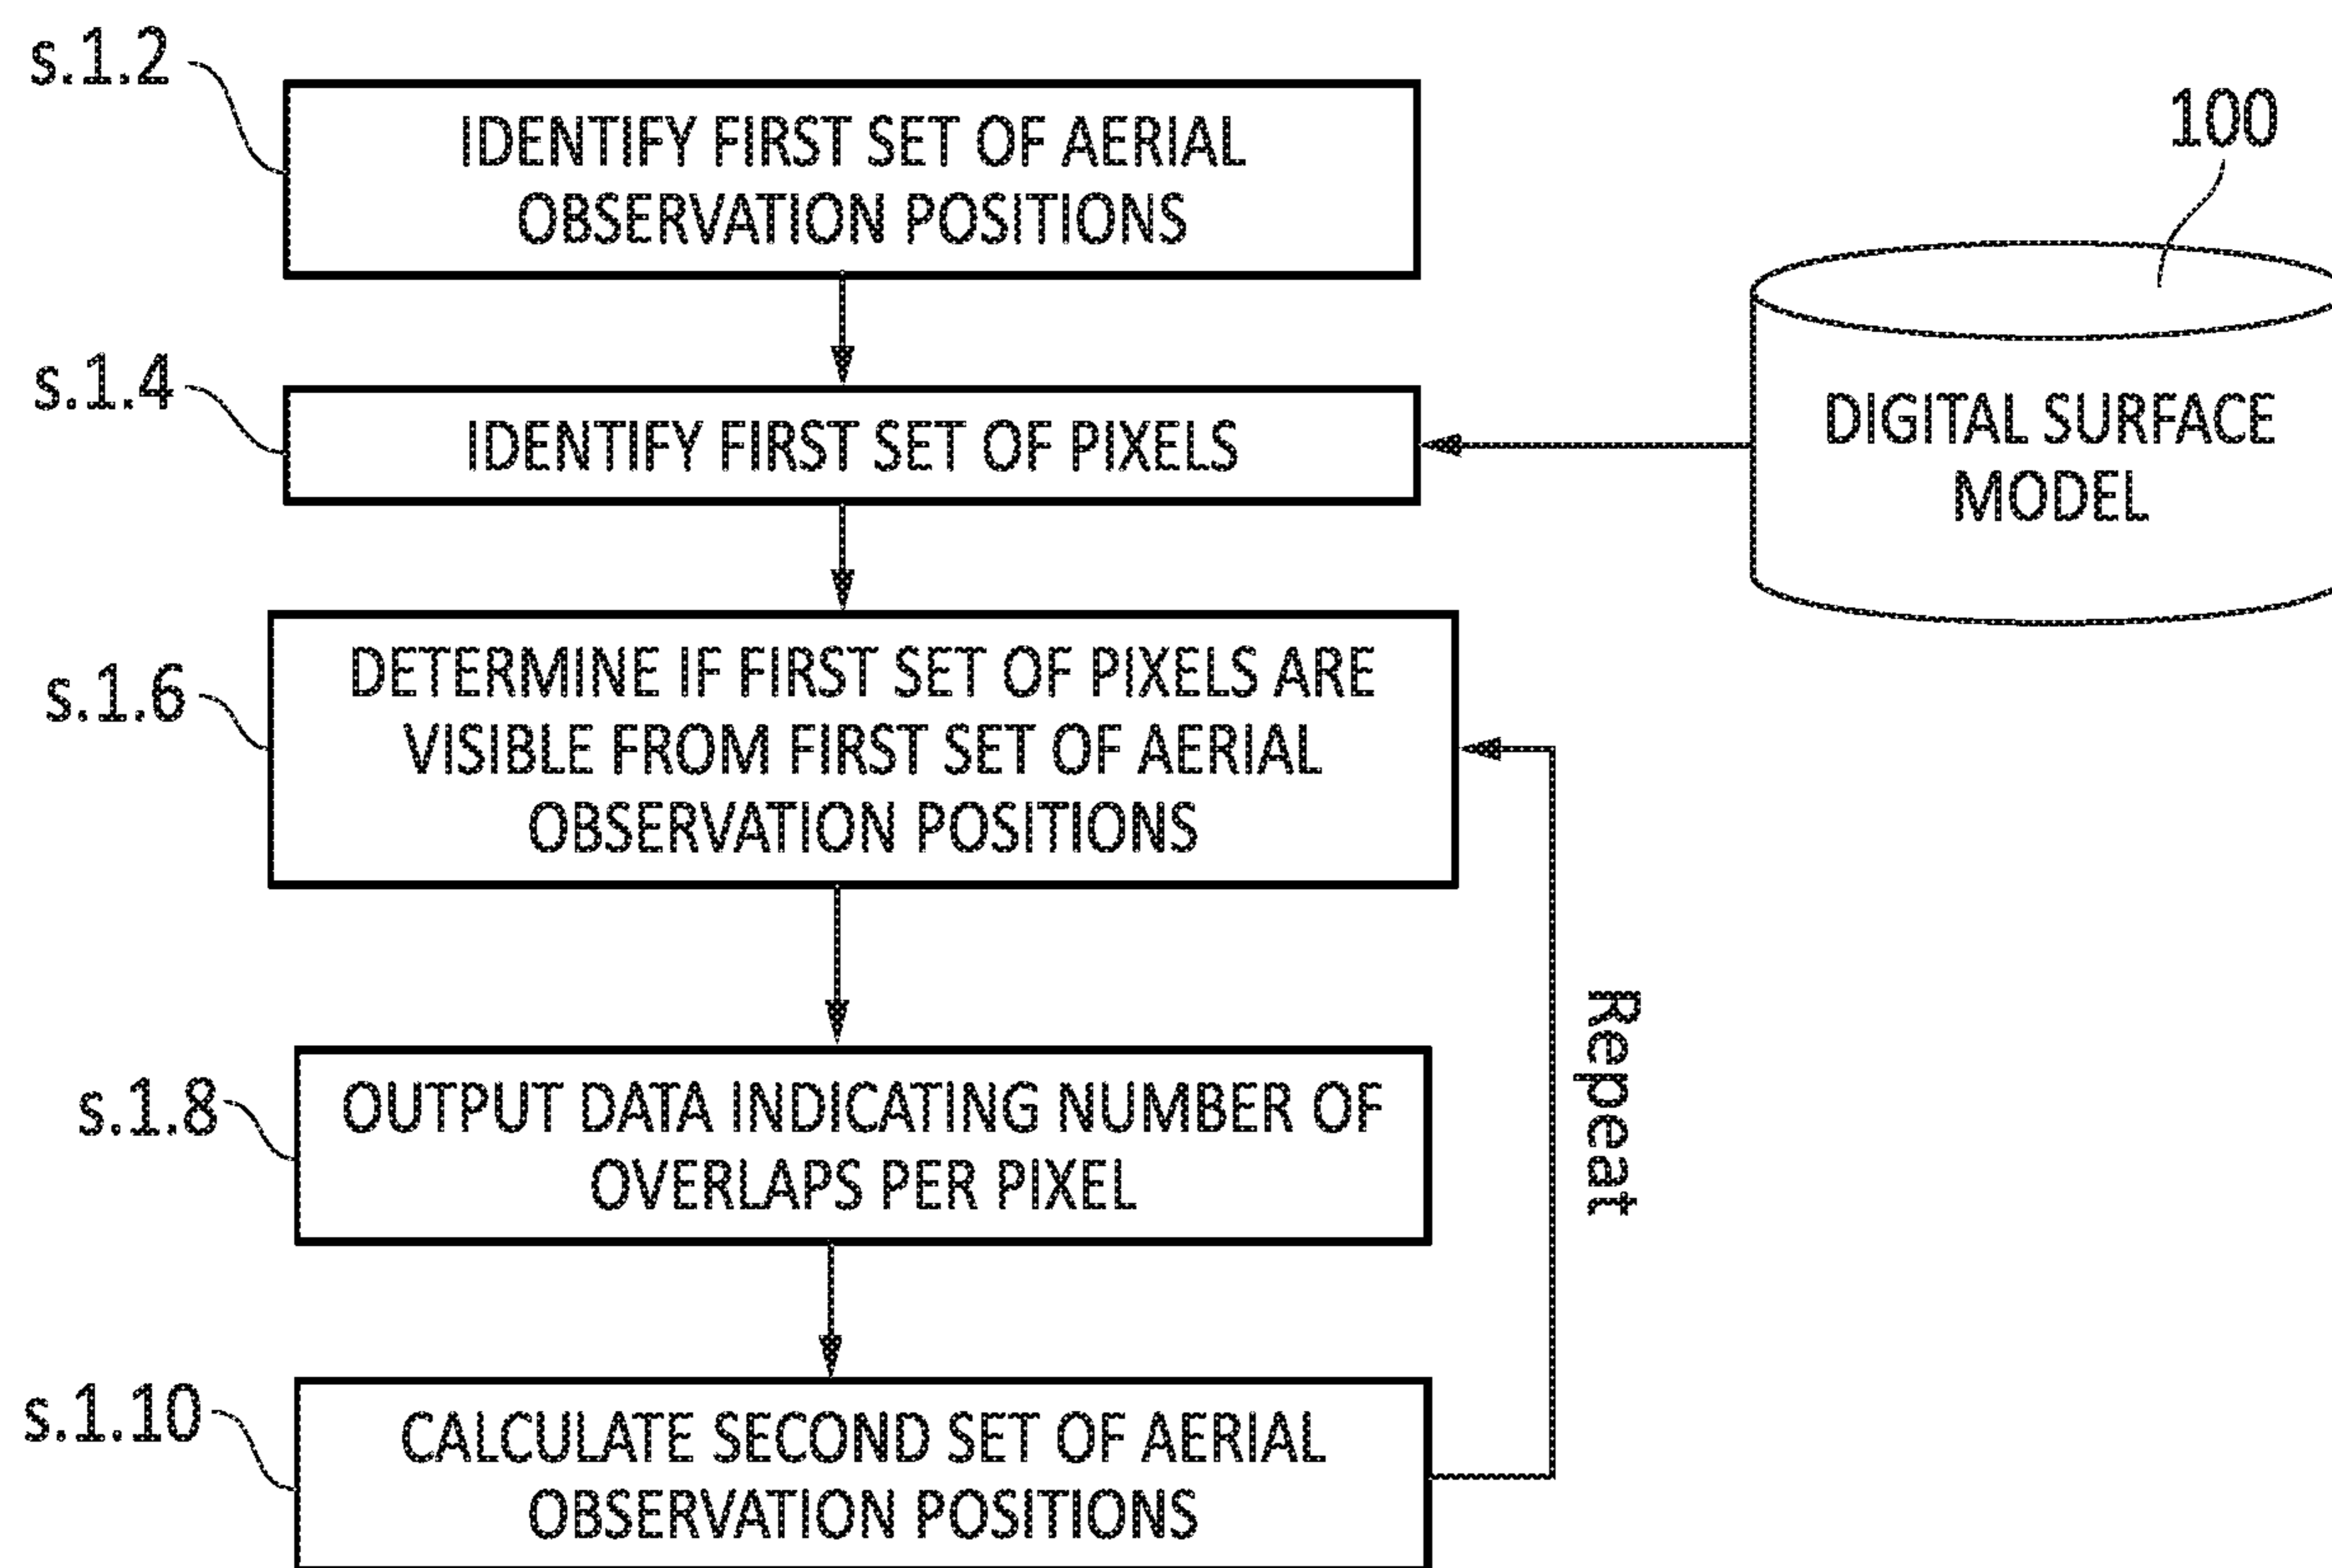 s.1.2
IDENTIFY FIRST SET OF AERIAL
OBSERVATION POSITIONS
100
s.1.4
IDENTIFY FIRST SET OF PIXELS
DIGITAL SURFACE
MODEL
s.1.6
DETERMINE IF FIRST SET OF PIXELS ARE
VISIBLE FROM FIRST SET OF AERIAL
OBSERVATION POSITIONS
Repeat
s.1.8
OUTPUT DATA INDICATING NUMBER OF
OVERLAPS PER PIXEL
s.1.10
CALCULATE SECOND SET OF AERIAL
OBSERVATION POSITIONS